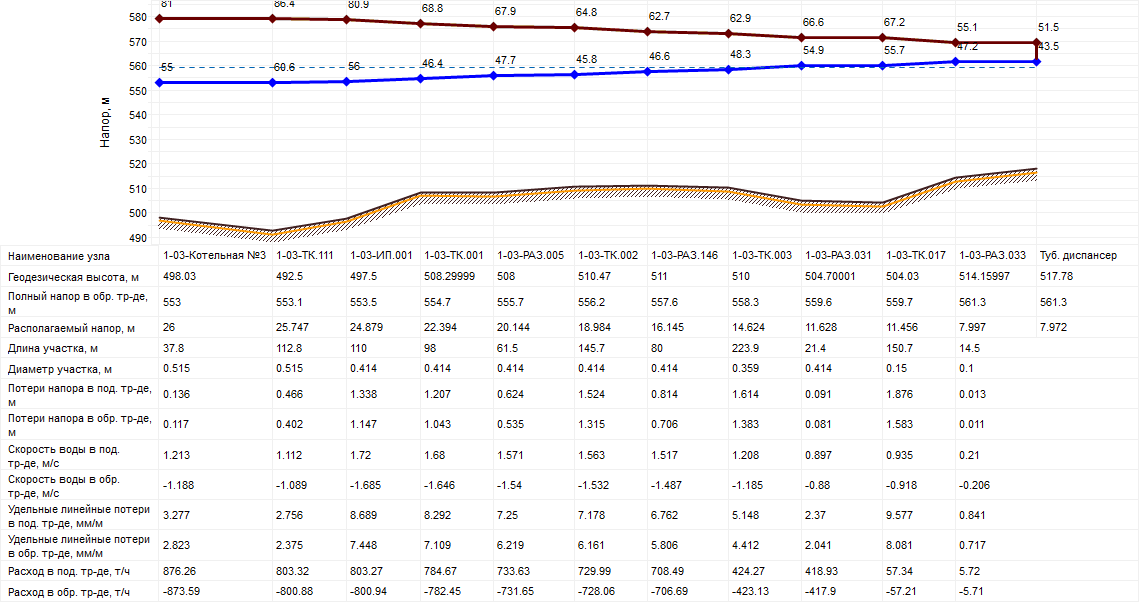 81 86.4 80.9 68.8 67.9 64.8 62.7 62.9 66.6 67.2 55.1 51.5
55 60.6 56 46.4 47.7 45.8 46.6 48.3 54.9 55.7 47.2 43.5
580
570
560
550
540
530
520
510
500
490
Напор, м
Наименование узла 1-03-Котельная №3 1-03-ТК.111 1-03-ИП.001 1-03-ТК.001 1-03-РАЗ.005 1-03-ТК.002 1-03-РАЗ.146 1-03-ТК.003 1-03-РАЗ.031 1-03-ТК.017 1-03-РАЗ.033 Туб. диспансер
Геодезическая высота, м 498.03 492.5 497.5 508.29999 508 510.47 511 510 504.70001 504.03 514.15997 517.78
Полный напор в обр. тр-де,
м 553 553.1 553.5 554.7 555.7 556.2 557.6 558.3 559.6 559.7 561.3 561.3
Располагаемый напор, м 26 25.747 24.879 22.394 20.144 18.984 16.145 14.624 11.628 11.456 7.997 7.972
Длина участка, м 37.8 112.8 110 98 61.5 145.7 80 223.9 21.4 150.7 14.5
Диаметр участка, м 0.515 0.515 0.414 0.414 0.414 0.414 0.414 0.359 0.414 0.15 0.1
Потери напора в под. тр-де,
м 0.136 0.466 1.338 1.207 0.624 1.524 0.814 1.614 0.091 1.876 0.013
Потери напора в обр. тр-де,
м 0.117 0.402 1.147 1.043 0.535 1.315 0.706 1.383 0.081 1.583 0.011
Скорость воды в под.
тр-де, м/с 1.213 1.112 1.72 1.68 1.571 1.563 1.517 1.208 0.897 0.935 0.21
Скорость воды в обр.
тр-де, м/с -1.188 -1.089 -1.685 -1.646 -1.54 -1.532 -1.487 -1.185 -0.88 -0.918 -0.206
Удельные линейные потери
в под. тр-де, мм/м 3.277 2.756 8.689 8.292 7.25 7.178 6.762 5.148 2.37 9.577 0.841
Удельные линейные потери
в обр. тр-де, мм/м 2.823 2.375 7.448 7.109 6.219 6.161 5.806 4.412 2.041 8.081 0.717
Расход в под. тр-де, т/ч 876.26 803.32 803.27 784.67 733.63 729.99 708.49 424.27 418.93 57.34 5.72
Расход в обр. тр-де, т/ч -873.59 -800.88 -800.94 -782.45 -731.65 -728.06 -706.69 -423.13 -417.9 -57.21 -5.71